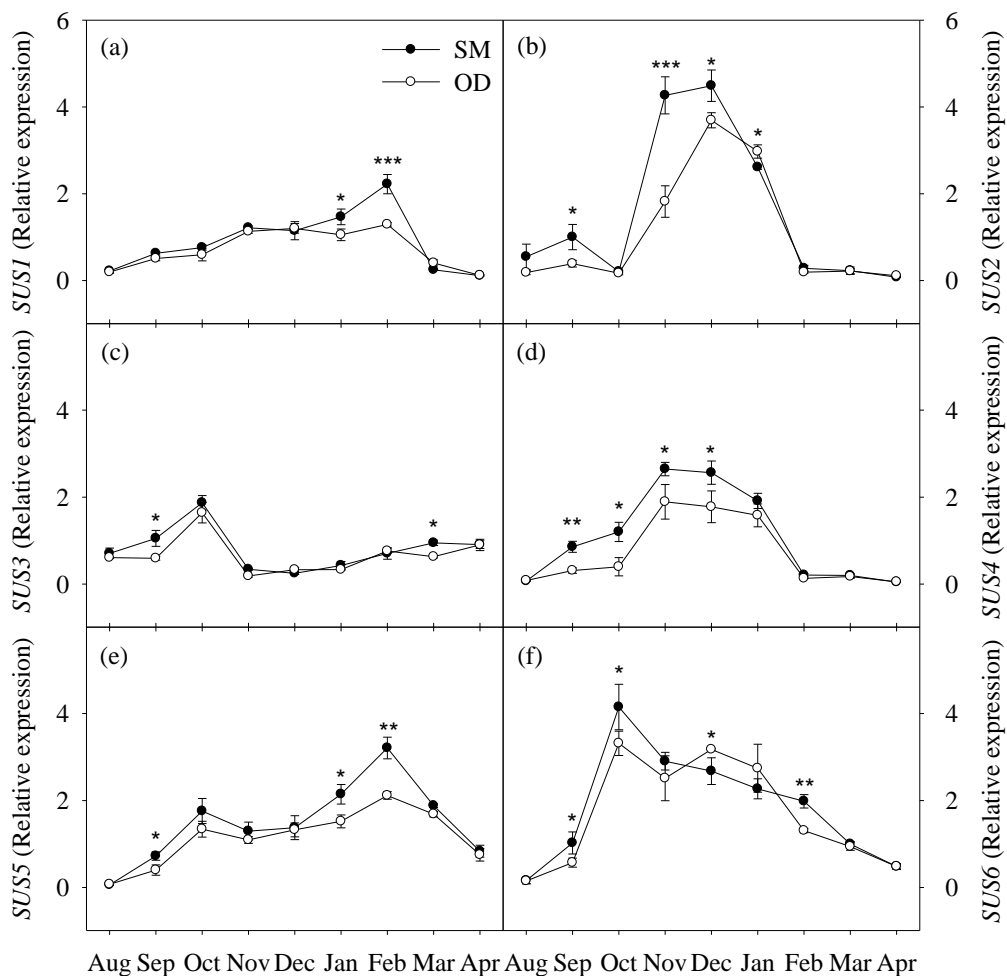 (a)
SM
OD
*
***
6
4
2
0
SUS1 (Relative expression)
(b)
***
*
*
*
6
4
2
0
SUS2 (Relative expression)
(c)
*
*
4
2
0
SUS3 (Relative expression)
(d)
**
*
*
*
4
2
0
SUS4 (Relative expression)
(e)
*
*
**
4
2
0
SUS5 (Relative expression)
(f)
*
*
*
**
4
2
0
SUS6 (Relative expression)
Aug Sep Oct Nov Dec Jan Feb Mar Apr
Aug Sep Oct Nov Dec Jan Feb Mar Apr